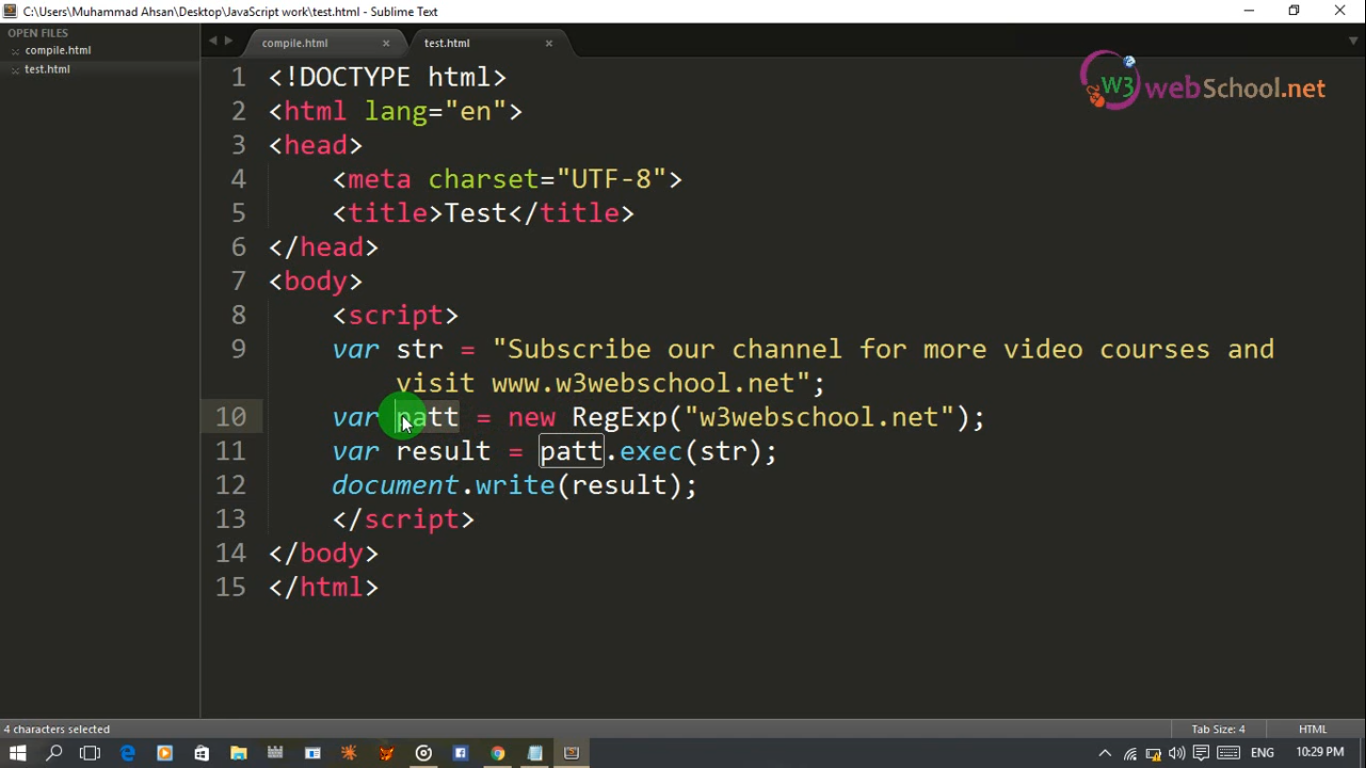 C:\Users\Muhammad Ahsan\Desktop\JavaScript work\test.html - Sublime Text
OPEN FILES
compile.html
test.html
compile.html
test.html
W3 webSchool.net
1 <!DOCTYPE html>
2 <html lang="en">
3 <head>
4 <meta charset="UTF-8">
5 <title>Test</title>
6 </head>
7 <body>
8 <script>
9 var str = "Subscribe our channel for more video courses and
visit www.w3webschool.net";
10 var patt = new RegExp("w3webschool.net");
11 var result = patt.exec(str);
12 document.write(result);
13 </script>
14 </body>
15 </html>
4 characters selected
Tab Size: 4
HTML
ENG
10:29 PM